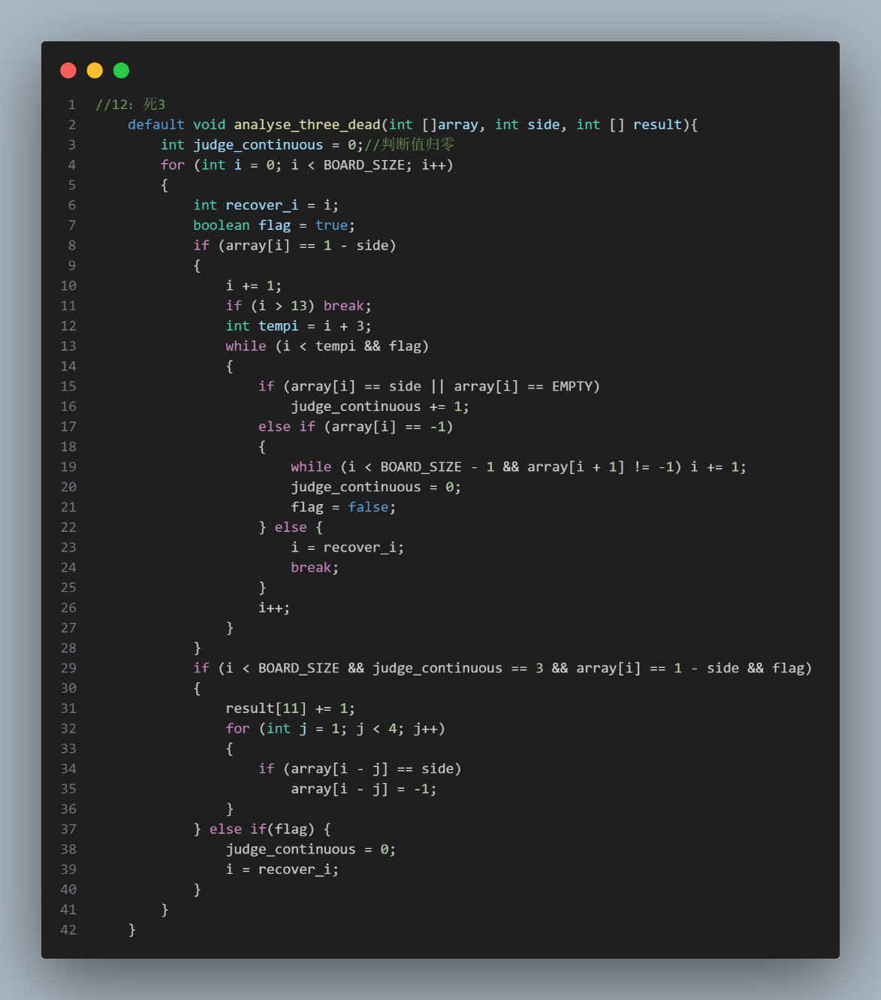 1 //12：死3
2 default void analyse_three_dead(int []array, int side, int [] result){
3 int judge_continuous = 0;//判断值归零
4 for (int i = 0; i < BOARD_SIZE; i++)
5 {
6 int recover_i = i;
7 boolean flag = true;
8 if (array[i] == 1 - side)
9 {
10 i += 1;
11 if (i > 13) break;
12 int tempi = i + 3;
13 while (i < tempi && flag)
14 {
15 if (array[i] == side || array[i] == EMPTY)
16 judge_continuous += 1;
17 else if (array[i] == -1)
18 {
19 while (i < BOARD_SIZE - 1 && array[i + 1] != -1) i += 1;
20 judge_continuous = 0;
21 flag = false;
22 } else {
23 i = recover_i;
24 break;
25 }
26 i++;
27 }
28 }
29 if (i < BOARD_SIZE && judge_continuous == 3 && array[i] == 1 - side && flag)
30 {
31 result[11] += 1;
32 for (int j = 1; j < 4; j++)
33 {
34 if (array[i - j] == side)
35 array[i - j] = -1;
36 }
37 } else if(flag) {
38 judge_continuous = 0;
39 i = recover_i;
40 }
41 }
42 }